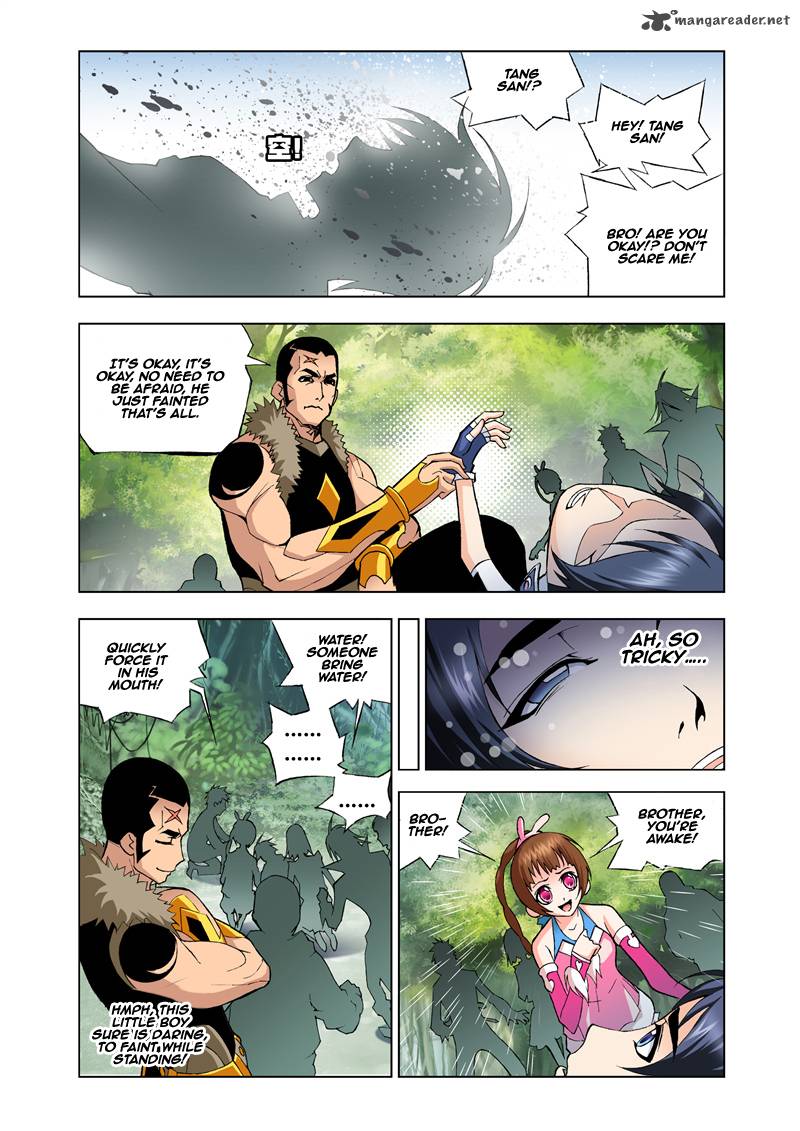 mangareader.net
TANG
SAN!?
HEY! TANG
SAN!
BRO! ARE YOU
OKAY!? DON'T
SCARE ME!
IT'S OKAY, IT'S
OKAY, NO NEED TO
BE AFRAID, HE
JUST FAINTED
THAT'S ALL.
WATER!
SOMEONE
BRING
WATER!
QUICKLY
FORCE IT
IN HIS
MOUTH!
......
......
......
HMPH, THIS
LITTLE BOY
SURE IS DARING,
TO FAINT WHILE
STANDING!
AH, SO
TRICKY.....
BROTHER,
YOU'RE
AWAKE!
BRO-
THER!